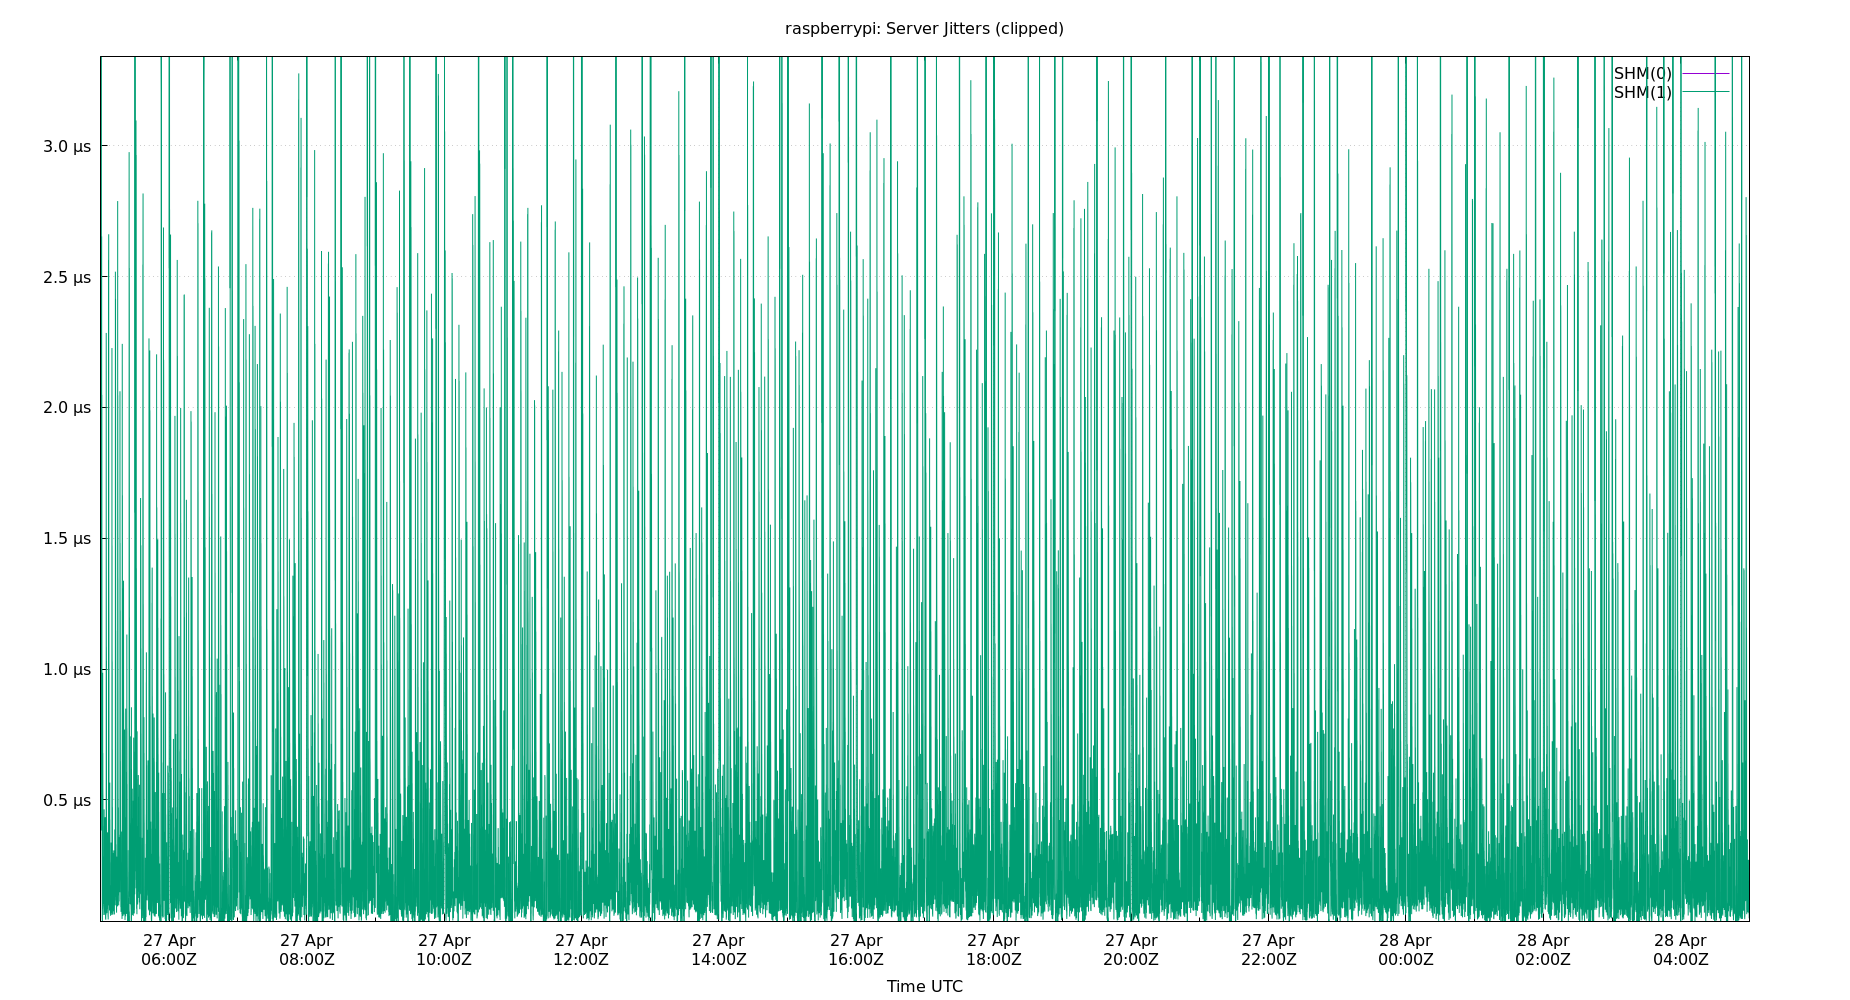 raspberrypi: Server Jitters (clipped)
SHM(0)
SHM(1)
3.0 µs
2.5 µs
2.0 µs
1.5 µs
1.0 µs
0.5 µs
27 Apr 27 Apr 27 Apr 27 Apr 27 Apr 27 Apr 27 Apr 27 Apr 27 Apr 28 Apr 28 Apr 28 Apr
06:00Z 08:00Z 10:00Z 12:00Z 14:00Z 16:00Z 18:00Z 20:00Z 22:00Z 00:00Z 02:00Z 04:00Z
Time UTC